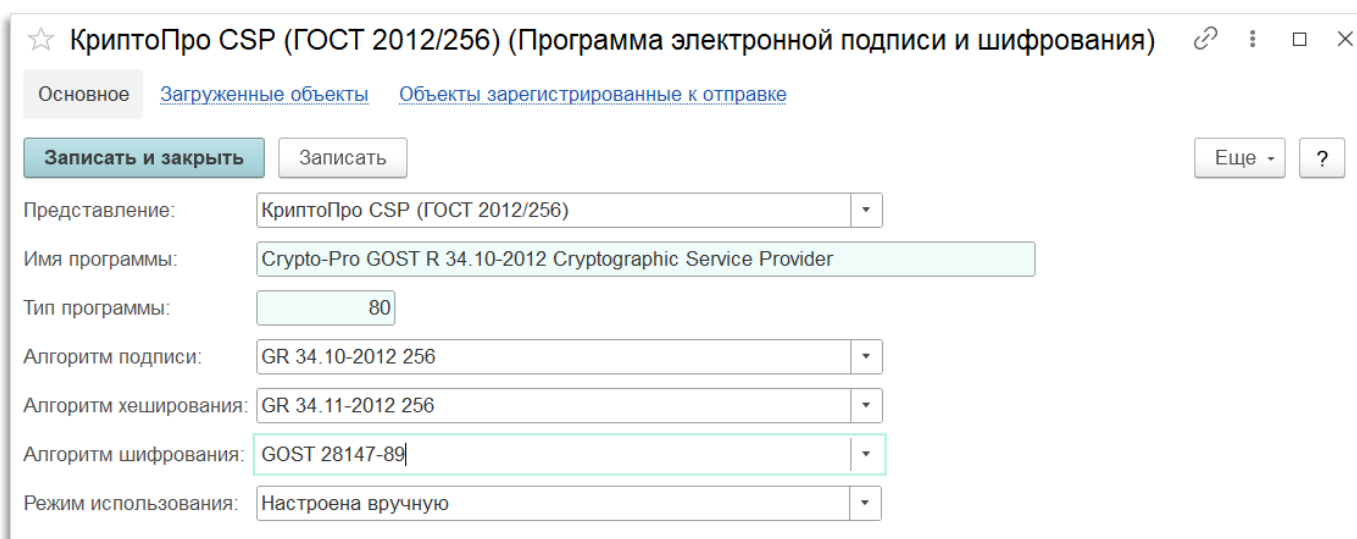 КриптоПро CSP (ГОСТ 2012/256) (Программа электронной подписи и шифрования)
Основное Загруженные объекты Объекты зарегистрированные к отправке
Записать и закрыть Записать Еще ?
Представление: КриптоПро CSP (ГОСТ 2012/256)
Имя программы: Crypto-Pro GOST R 34.10-2012 Cryptographic Service Provider
Тип программы: 80
Алгоритм подписи: GR 34.10-2012 256
Алгоритм хеширования: GR 34.11-2012 256
Алгоритм шифрования: GOST 28147-89
Режим использования: Настроена вручную